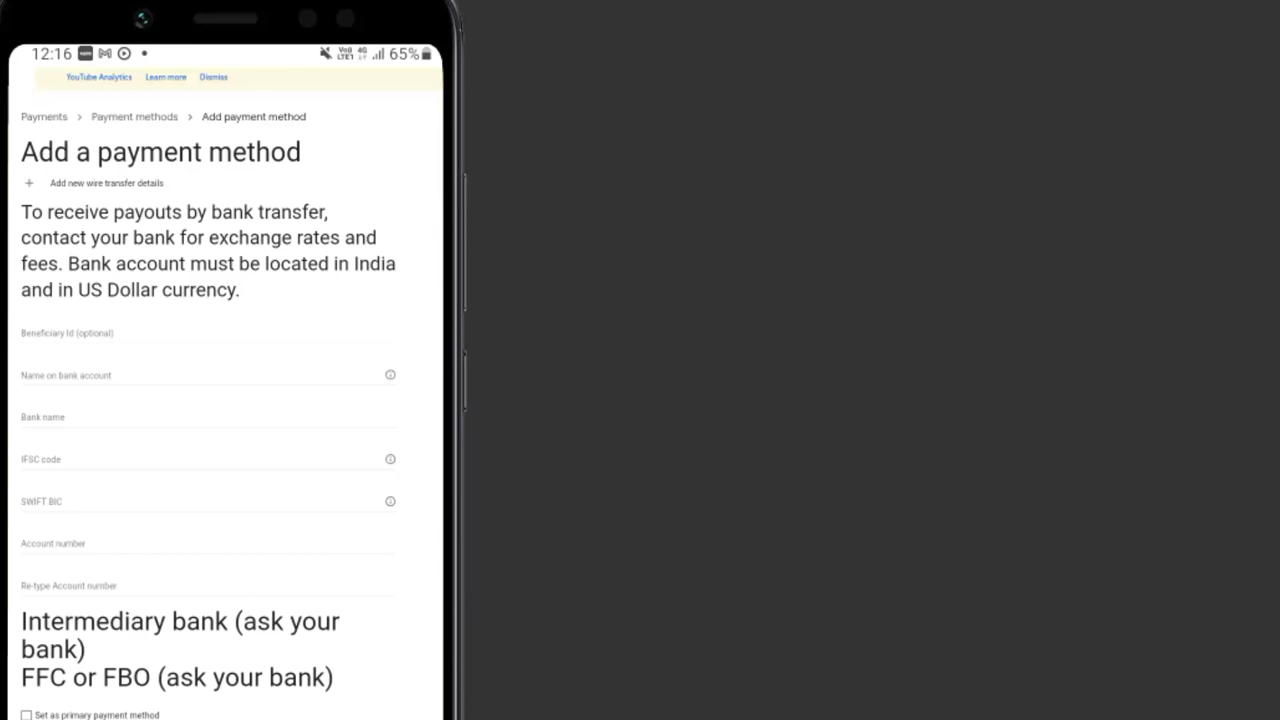 12:16 65%
YouTube Analytics Learn more Dismiss
Payments > Payment methods > Add payment method
Add a payment method
+ Add new wire transfer details
To receive payouts by bank transfer,
contact your bank for exchange rates and
fees. Bank account must be located in India
and in US Dollar currency.
Beneficiary Id (optional)
Name on bank account
Bank name
IFSC code
SWIFT BIC
Account number
Re-type Account number
Intermediary bank (ask your
bank)
FFC or FBO (ask your bank)
Set as primary payment method